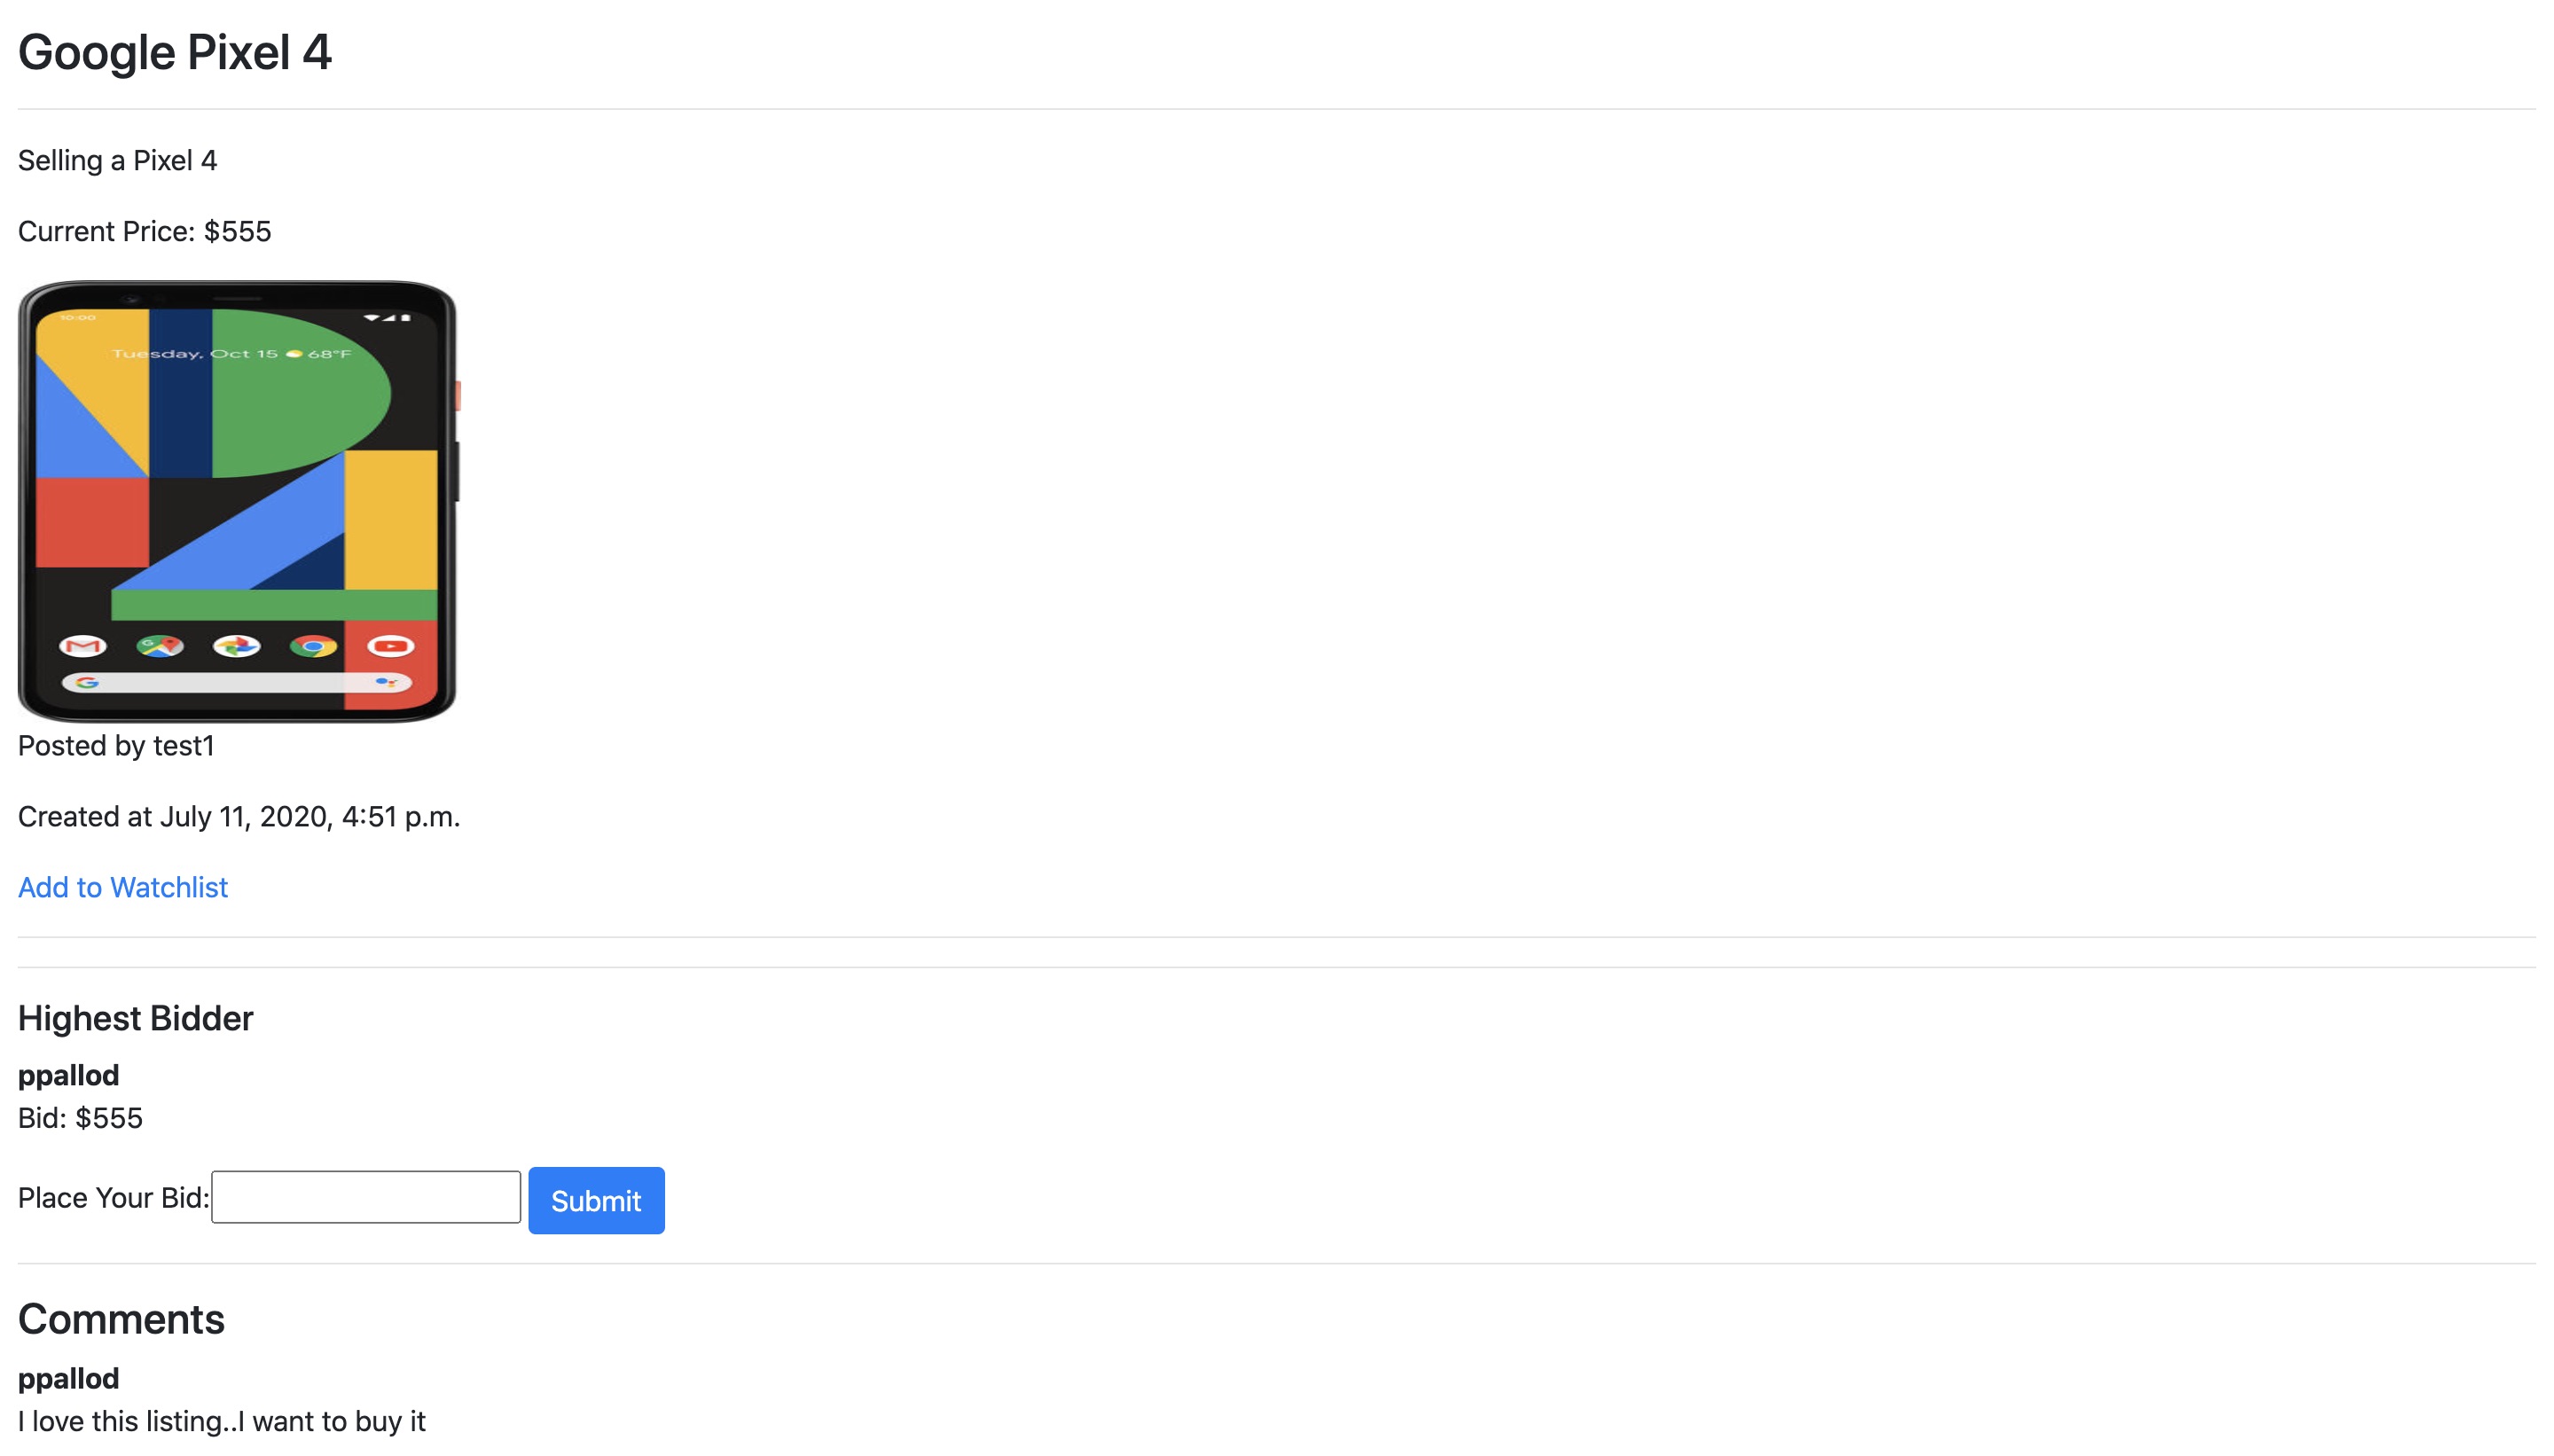 Google Pixel 4
Selling a Pixel 4
Current Price: $555
10:00
Tuesday, Oct 15 68°F
Posted by test1
Created at July 11, 2020, 4:51 p.m.
Add to Watchlist
Highest Bidder
ppallod
Bid: $555
Place Your Bid: Submit
Comments
ppallod
I love this listing..I want to buy it